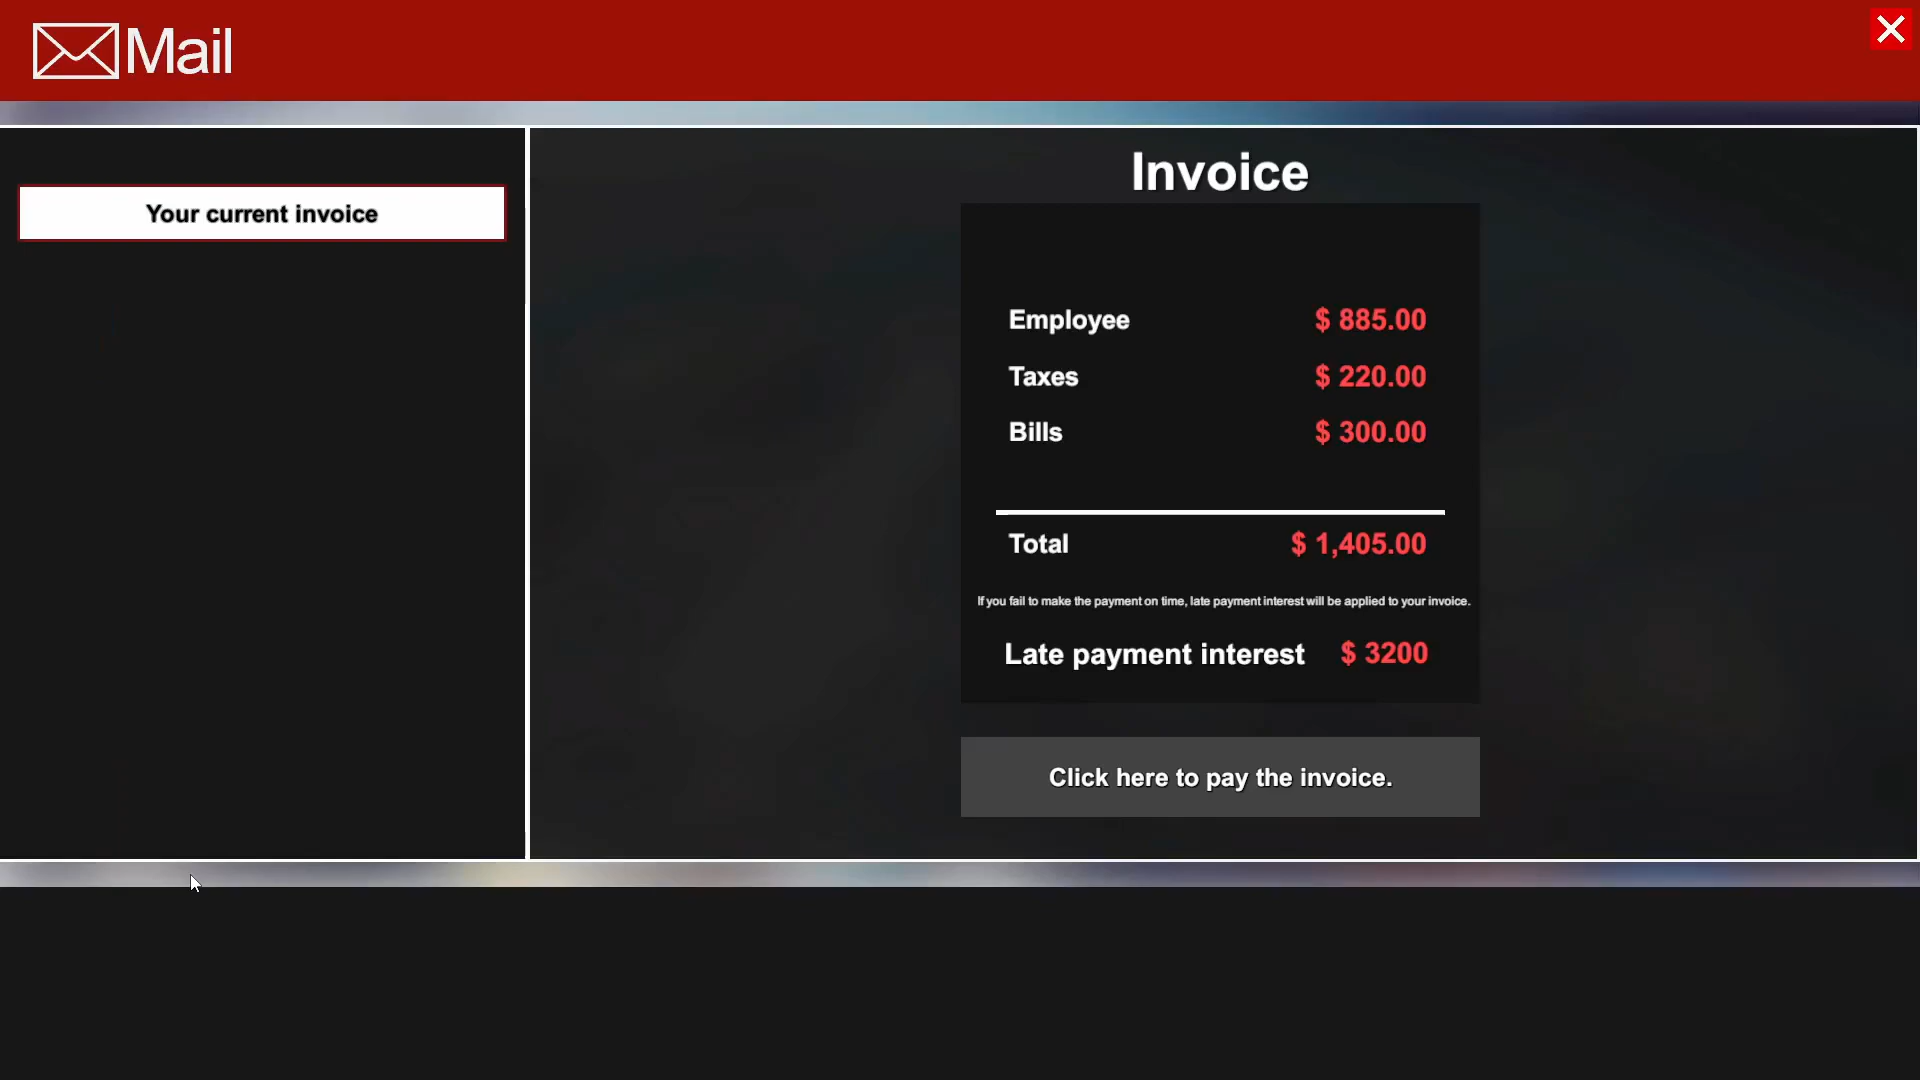 Mail
Your current invoice
Invoice
Employee $ 885.00
Taxes $ 220.00
Bills $ 300.00
Total $ 1,405.00
If you fail to make the payment on time, late payment interest will be applied to your invoice.
Late payment interest $ 3200
Click here to pay the invoice.